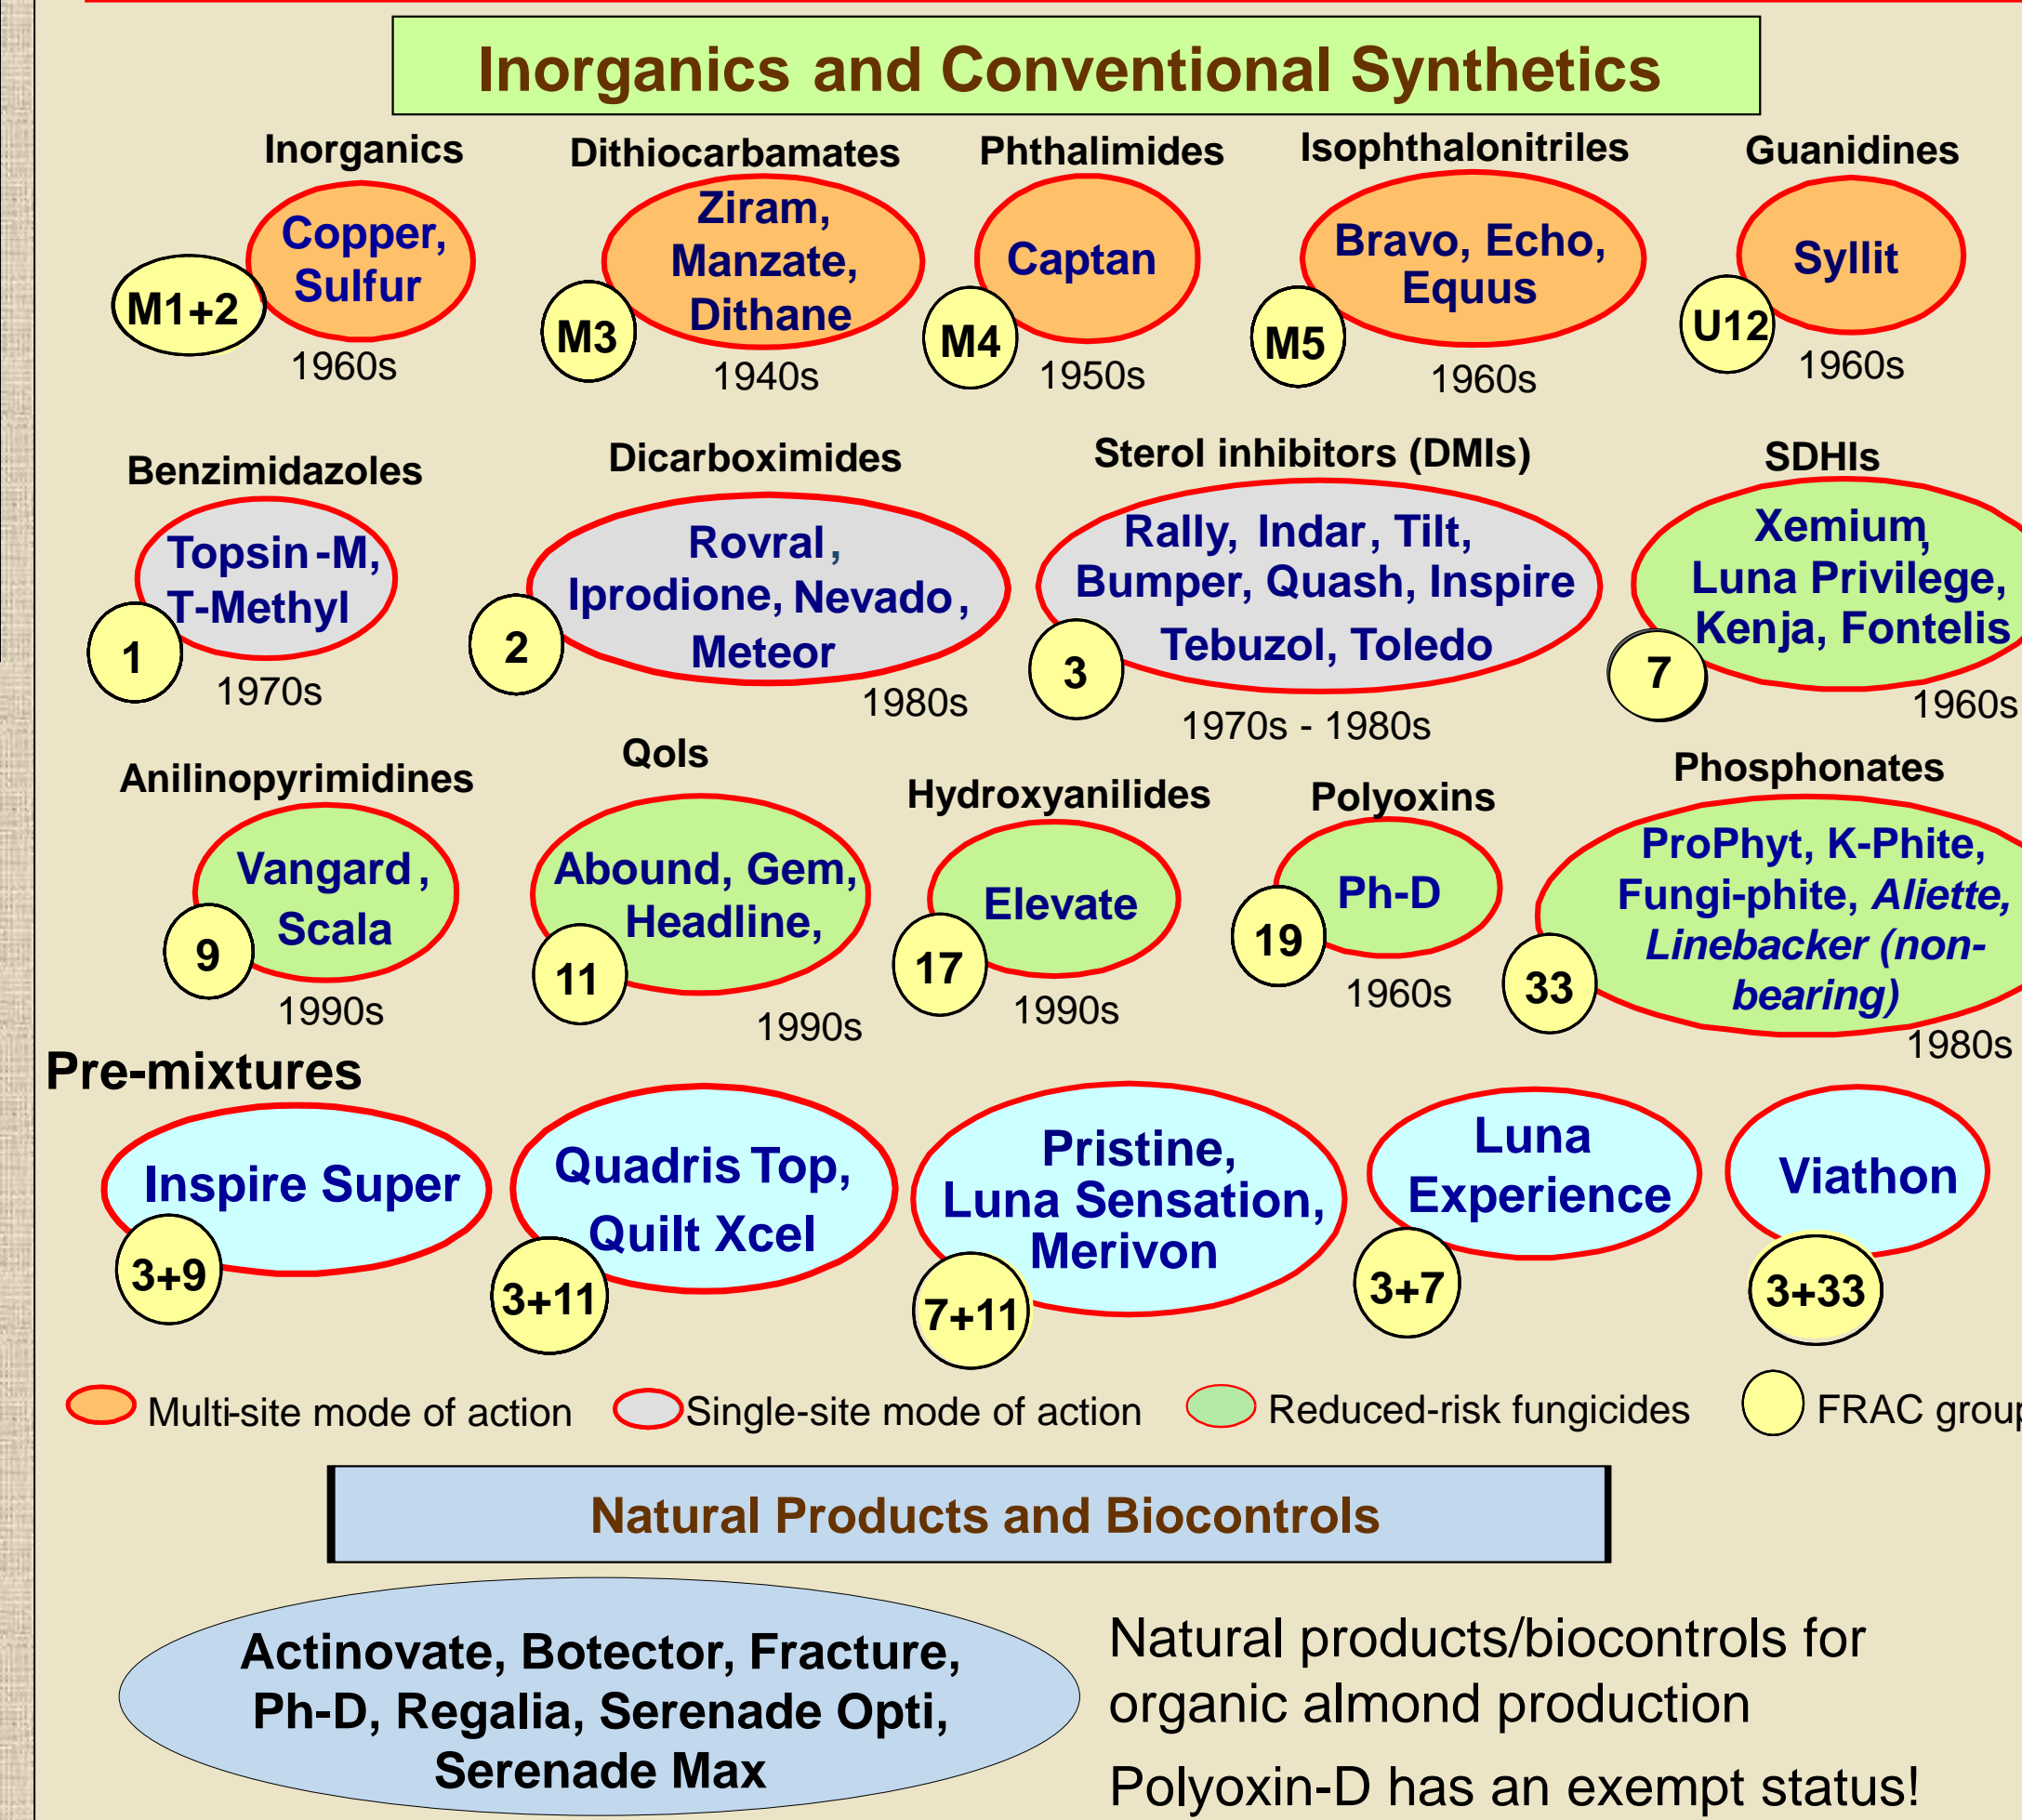 Inorganics and Conventional Synthetics
Inorganics
Copper,
Sulfur
M1+2
1960s
Dithiocarbamates
Ziram,
Manzate,
Dithane
M3
1940s
Phthalimides
Captan
M4
1950s
Isophthalonitriles
Bravo, Echo,
Equus
M5
1960s
Guanidines
Syllit
U12
1960s
Benzimidazoles
Topsin-M,
T-Methyl
1
1970s
Dicarboximides
Rovral,
Iprodione, Nevado,
Meteor
2
1980s
Sterol inhibitors (DMIs)
Rally, Indar, Tilt,
Bumper, Quash, Inspire
Tebuzol, Toledo
3
1970s - 1980s
SDHIs
Xemium,
Luna Privilege,
Kenja, Fontelis
7
1960s
Anilinopyrimidines
Vangard,
Scala
9
1990s
QoIs
Abound, Gem,
Headline,
11
1990s
Hydroxyanilides
Elevate
17
1990s
Polyoxins
Ph-D
19
1960s
Phosphonates
ProPhyt, K-Phite,
Fungi-phite, Aliette,
Linebacker (non-
bearing)
33
1980s
Pre-mixtures
Inspire Super
3+9
Quadris Top,
Quilt Xcel
3+11
Pristine,
Luna Sensation,
Merivon
7+11
Luna
Experience
3+7
Viathon
3+33
Multi-site mode of action
Single-site mode of action
Reduced-risk fungicides
FRAC group
Natural Products and Biocontrols
Actinovate, Botector, Fracture,
Ph-D, Regalia, Serenade Opti,
Serenade Max
Natural products/biocontrols for
organic almond production
Polyoxin-D has an exempt status!